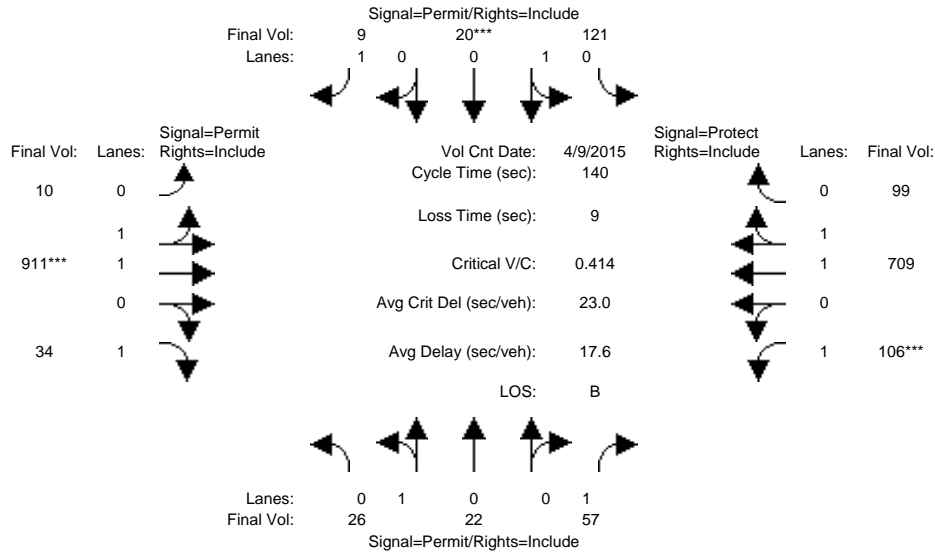 Signal=Permit/Rights=Include
Final Vol: 9 20*** 121
Lanes: 1 0 0 1 0
Signal=Permit
Final Vol: Lanes: Rights=Include
Vol Cnt Date: 4/9/2015
Signal=Protect
Rights=Include Lanes: Final Vol:
Cycle Time (sec): 140
10 0
0 99
Loss Time (sec): 9
1
1
911*** 1
Critical V/C: 0.414
1 709
0
Avg Crit Del (sec/veh): 23.0
0
34 1
Avg Delay (sec/veh): 17.6
1 106***
LOS: B
Lanes: 0 1 0 0 1
Final Vol: 26 22 57
Signal=Permit/Rights=Include